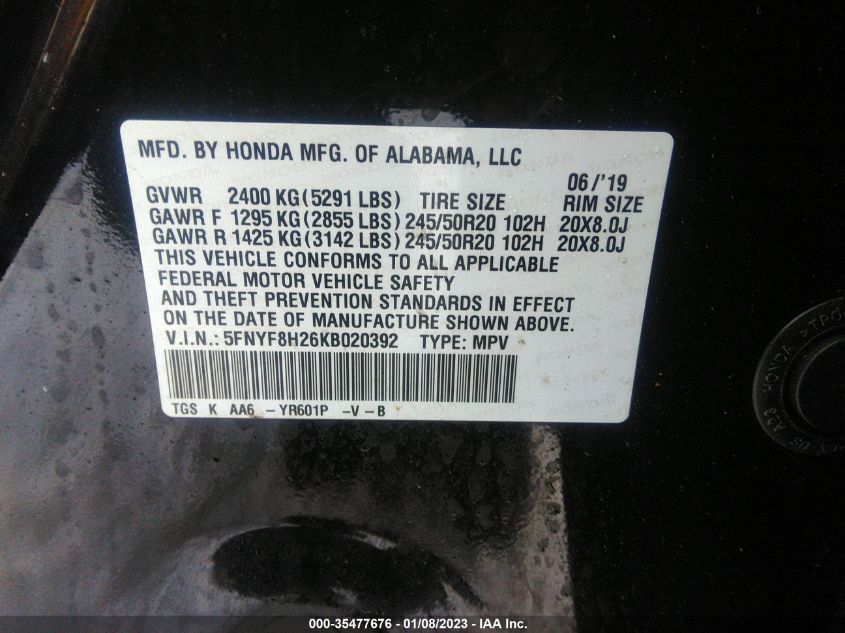 MFD. BY HONDA MFG. OF ALABAMA, LLC
06/'19
GVWR 2400 KG(5291 LBS) TIRE SIZE RIM SIZE
GAWR F 1295 KG(2855 LBS) 245/50R20 102H 20X8.0J
GAWR R 1425 KG(3142 LBS) 245/50R20 102H 20X8.0J
THIS VEHICLE CONFORMS TO ALL APPLICABLE
FEDERAL MOTOR VEHICLE SAFETY
AND THEFT PREVENTION STANDARDS IN EFFECT
ON THE DATE OF MANUFACTURE SHOWN ABOVE.
V.I.N.: 5FNYF8H26KB020392 TYPE: MPV
TGS K AA6 -YR601P -V-B
HONDA
000-35477676 - 01/08/2023 - IAA Inc.